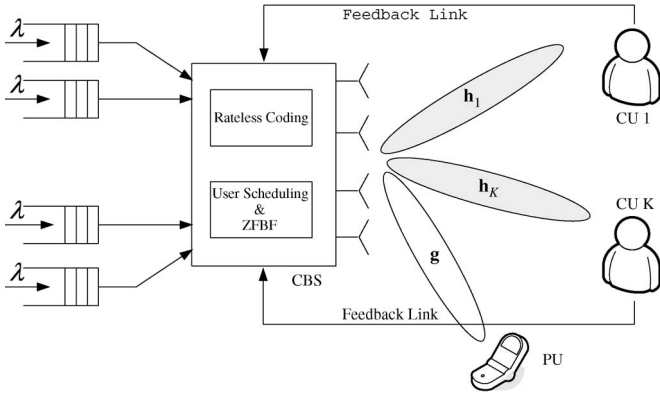 Feedback Link
λ
λ
λ
λ
Rateless Coding
User Scheduling
&
ZFBF
CBS
h1
hK
g
CU 1
CU K
Feedback Link
PU